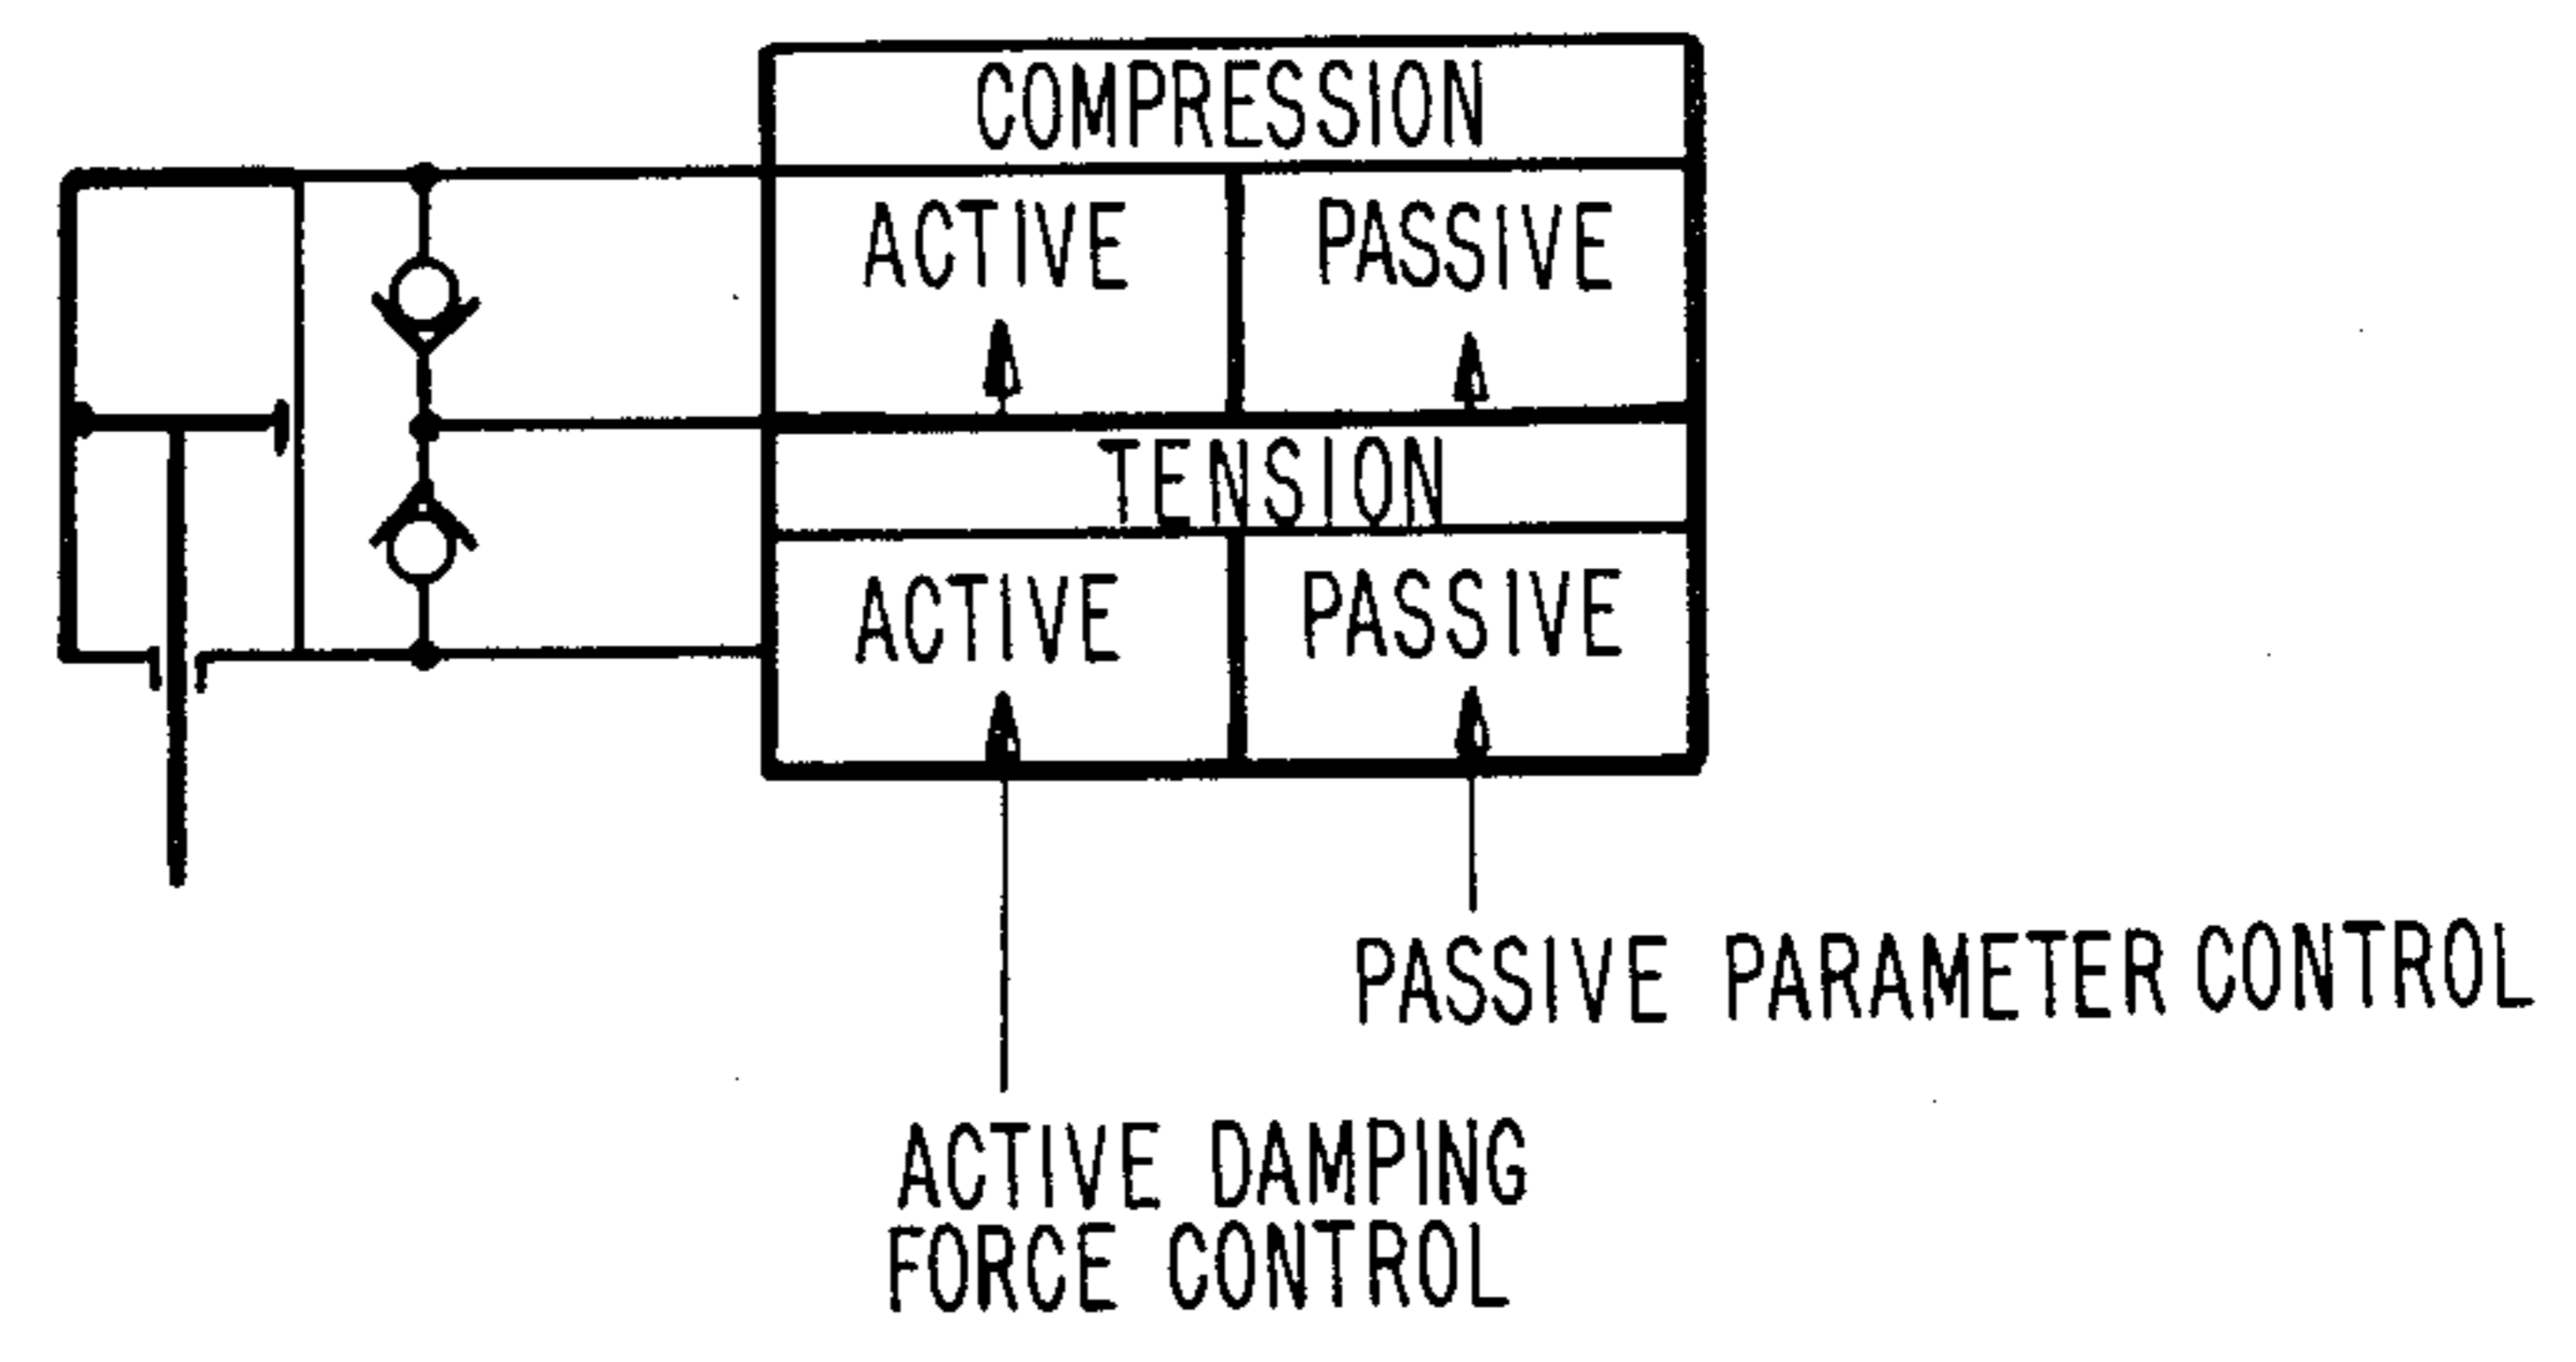 COMPRESSION
ACTIVE PASSIVE
TENSION
ACTIVE PASSIVE
PASSIVE PARAMETER CONTROL
ACTIVE DAMPING
FORCE CONTROL